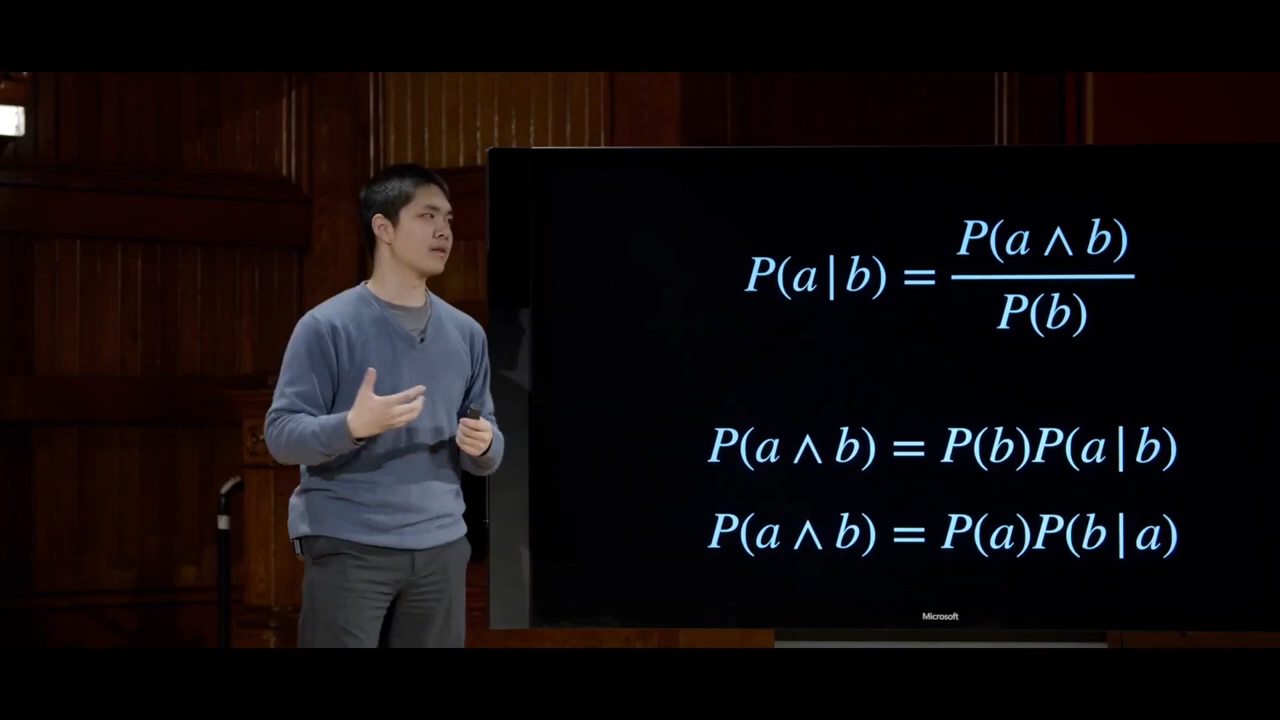 P(a | b) = P(a ∧ b) / P(b)
P(a ∧ b) = P(b)P(a | b)
P(a ∧ b) = P(a)P(b | a)
Microsoft